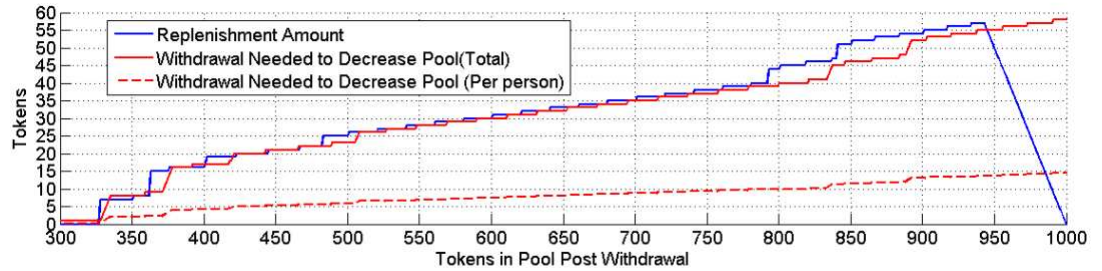 60
55
50
45
40
35
30
25
20
15
10
5
0
Tokens
Replenishment Amount
Withdrawal Needed to Decrease Pool(Total)
Withdrawal Needed to Decrease Pool (Per person)
300 350 400 450 500 550 600 650 700 750 800 850 900 950 1000
Tokens in Pool Post Withdrawal